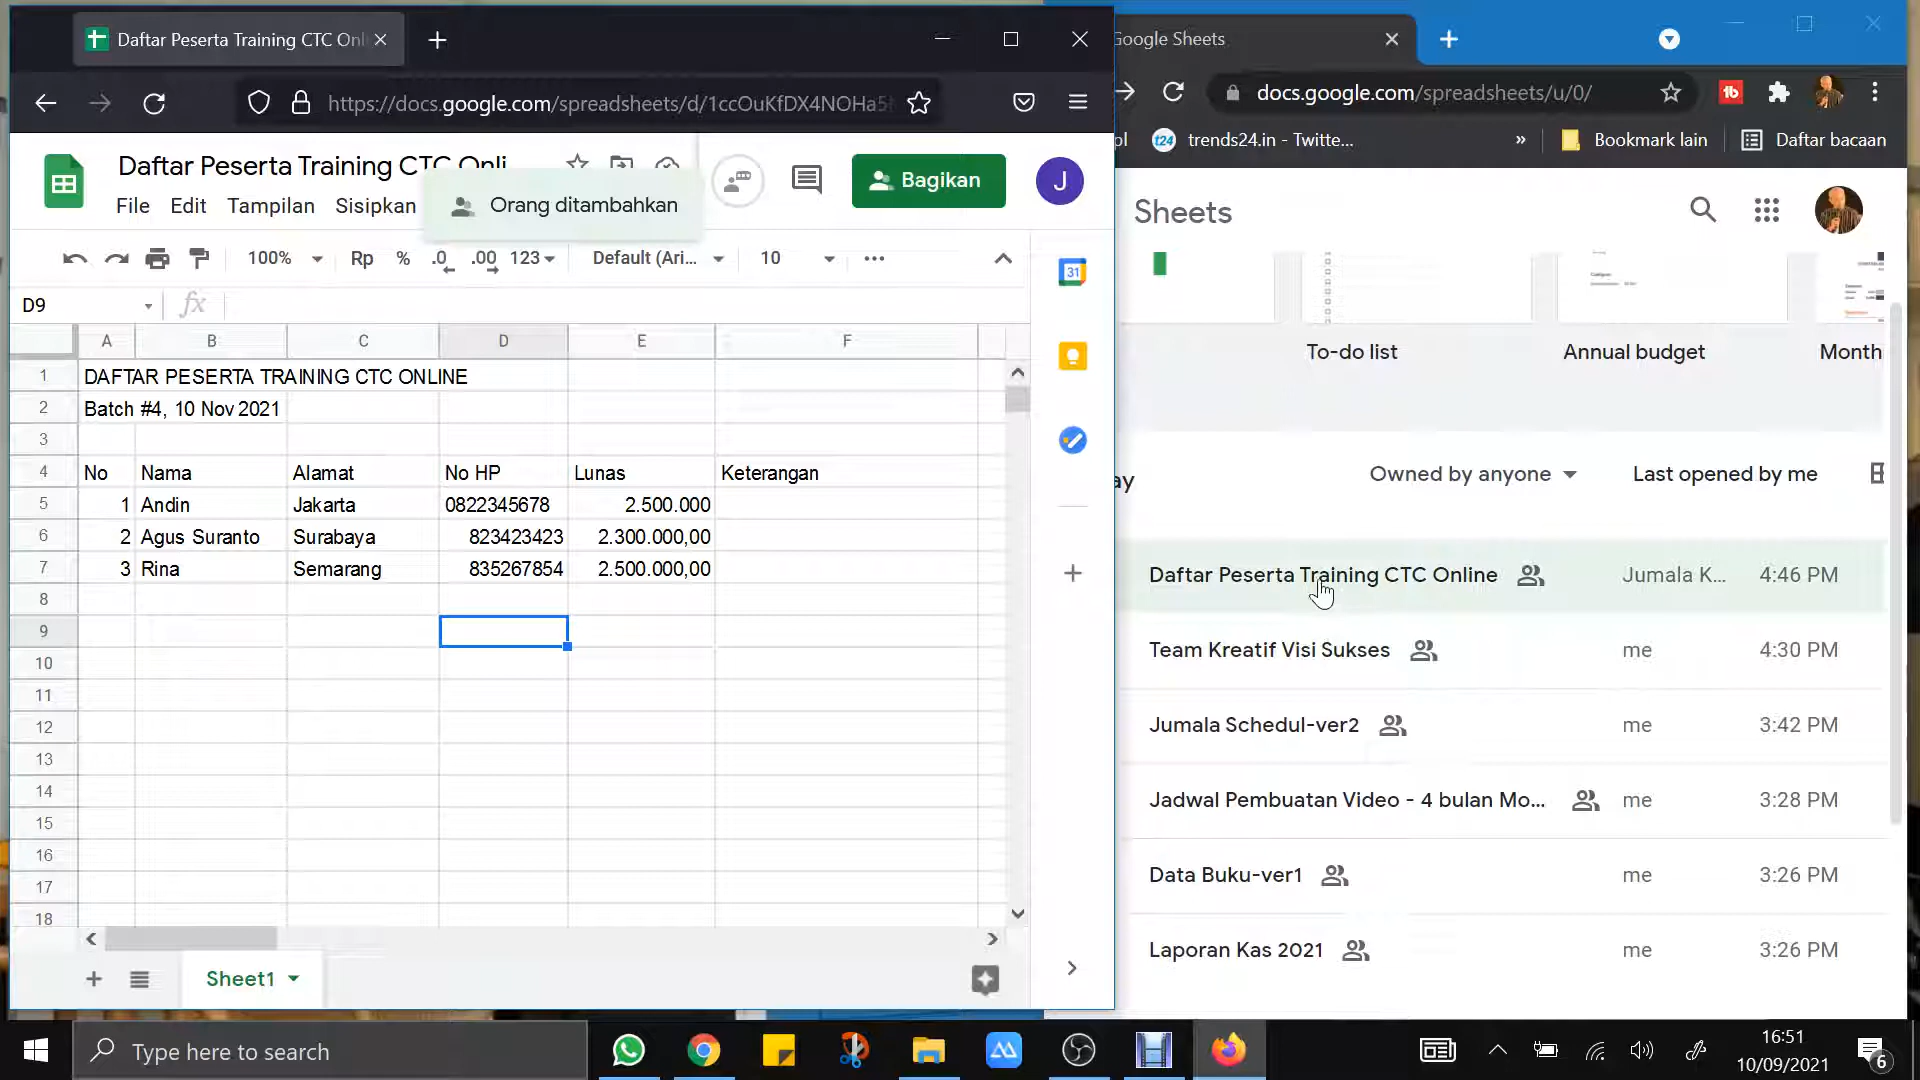 Daftar Peserta Training CTC Onl
https://docs.google.com/spreadsheets/d/1ccOuKfDX4NOHa5
Daftar Peserta Training CTC Onli
File Edit Tampilan Sisipkan
Orang ditambahkan
Bagikan
J
100% Rp % .0 .00 123 Default (Ari... 10
31
D9 fx
A B C D E F
1 DAFTAR PESERTA TRAINING CTC ONLINE
2 Batch #4, 10 Nov 2021
3
4 No Nama Alamat No HP Lunas Keterangan
5 1 Andin Jakarta 0822345678 2.500.000
6 2 Agus Suranto Surabaya 823423423 2.300.000,00
7 3 Rina Semarang 835267854 2.500.000,00
8
9
10
11
12
13
14
15
16
17
18
Sheet1
Google Sheets
docs.google.com/spreadsheets/u/0/
pl t24 trends24.in - Twitte... » Bookmark lain Daftar bacaan
Sheets
To-do list Annual budget Month
ay Owned by anyone Last opened by me
Daftar Peserta Training CTC Online Jumala K... 4:46 PM
Team Kreatif Visi Sukses me 4:30 PM
Jumala Schedul-ver2 me 3:42 PM
Jadwal Pembuatan Video - 4 bulan Mo... me 3:28 PM
Data Buku-ver1 me 3:26 PM
Laporan Kas 2021 me 3:26 PM
Type here to search
16:51
10/09/2021
6